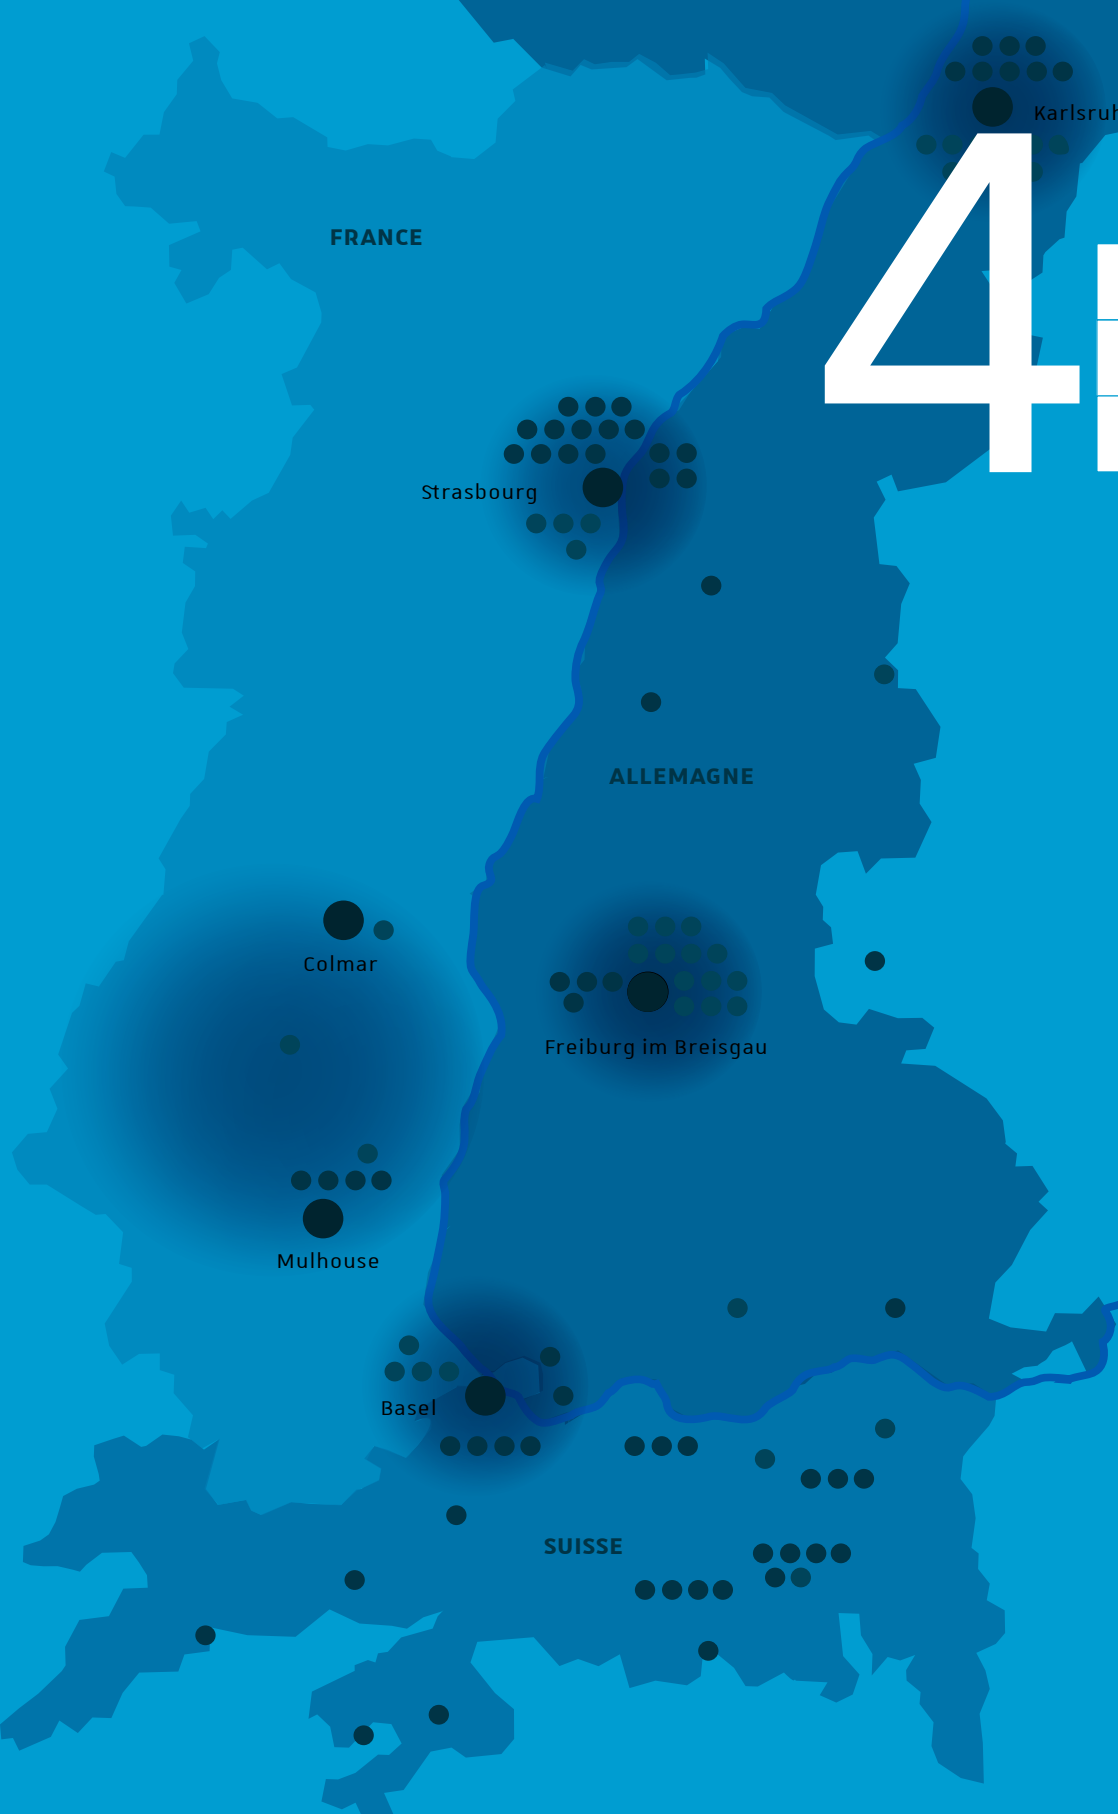 Karlsruh
4
FRANCE
Strasbourg
ALLEMAGNE
Colmar
Freiburg im Breisgau
Mulhouse
Basel
SUISSE